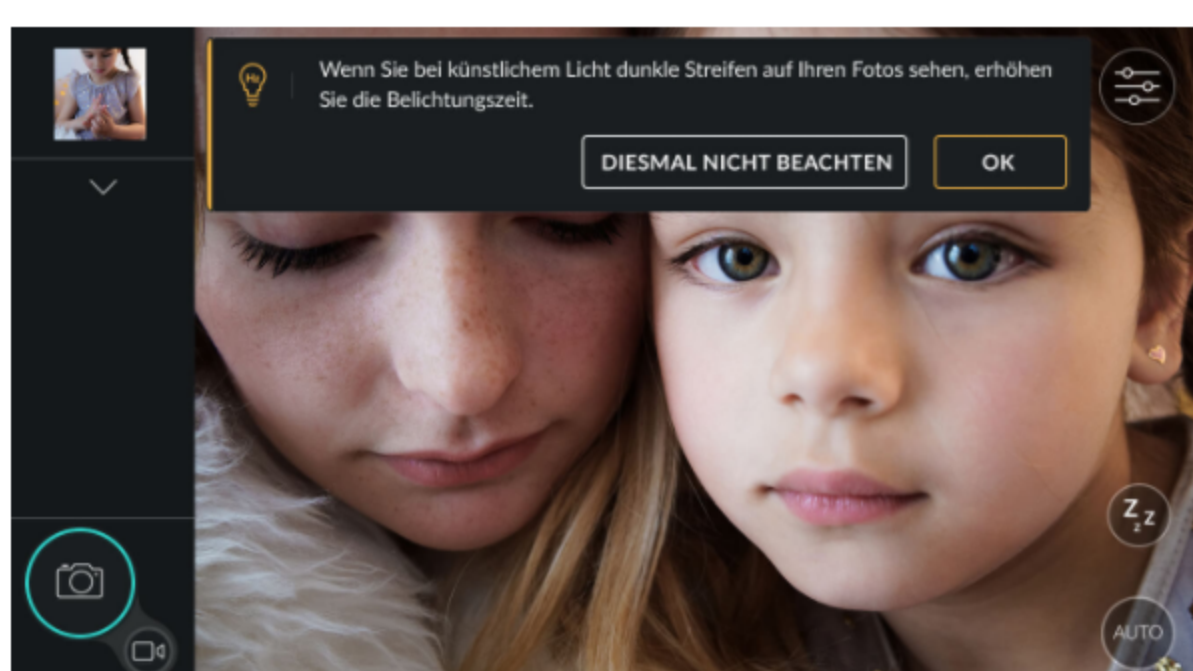 Hz
Wenn Sie bei künstlichem Licht dunkle Streifen auf Ihren Fotos sehen, erhöhen
Sie die Belichtungszeit.
DIESMAL NICHT BEACHTEN
OK
Z z z
AUTO